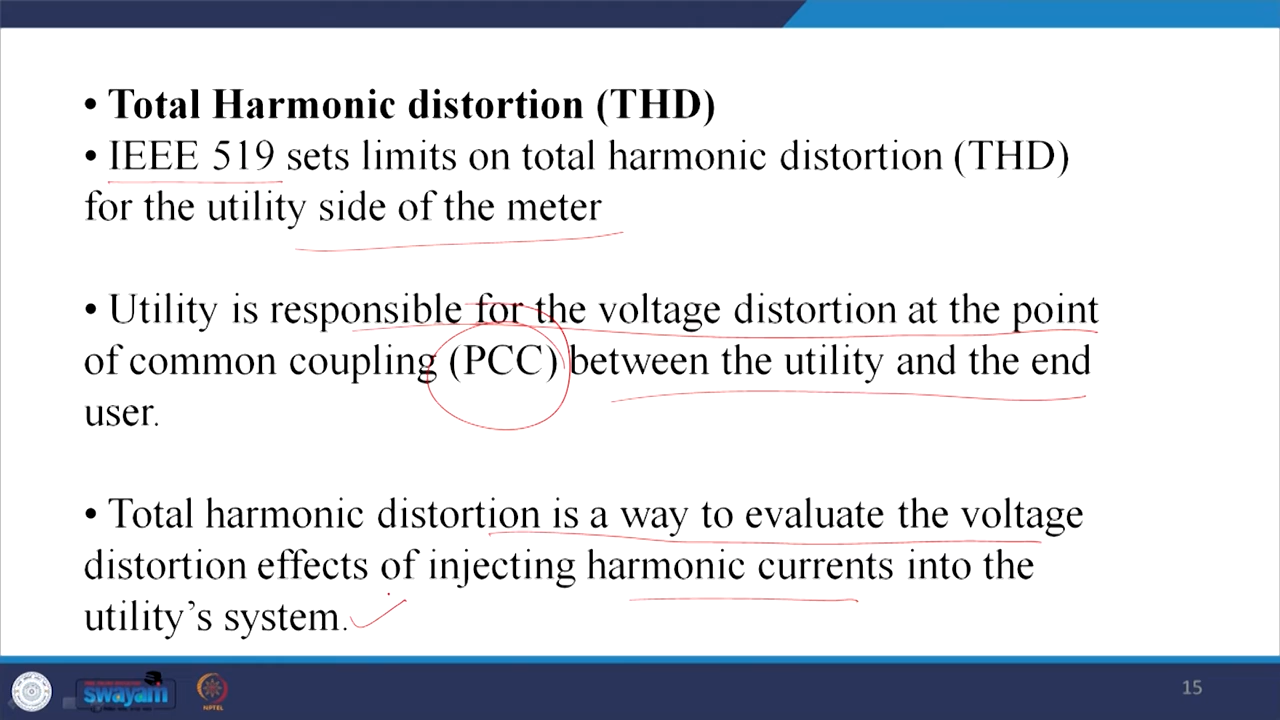 • Total Harmonic distortion (THD)
• IEEE 519 sets limits on total harmonic distortion (THD)
for the utility side of the meter
• Utility is responsible for the voltage distortion at the point
of common coupling (PCC) between the utility and the end
user.
• Total harmonic distortion is a way to evaluate the voltage
distortion effects of injecting harmonic currents into the
utility’s system.
swayam
NPTEL
15